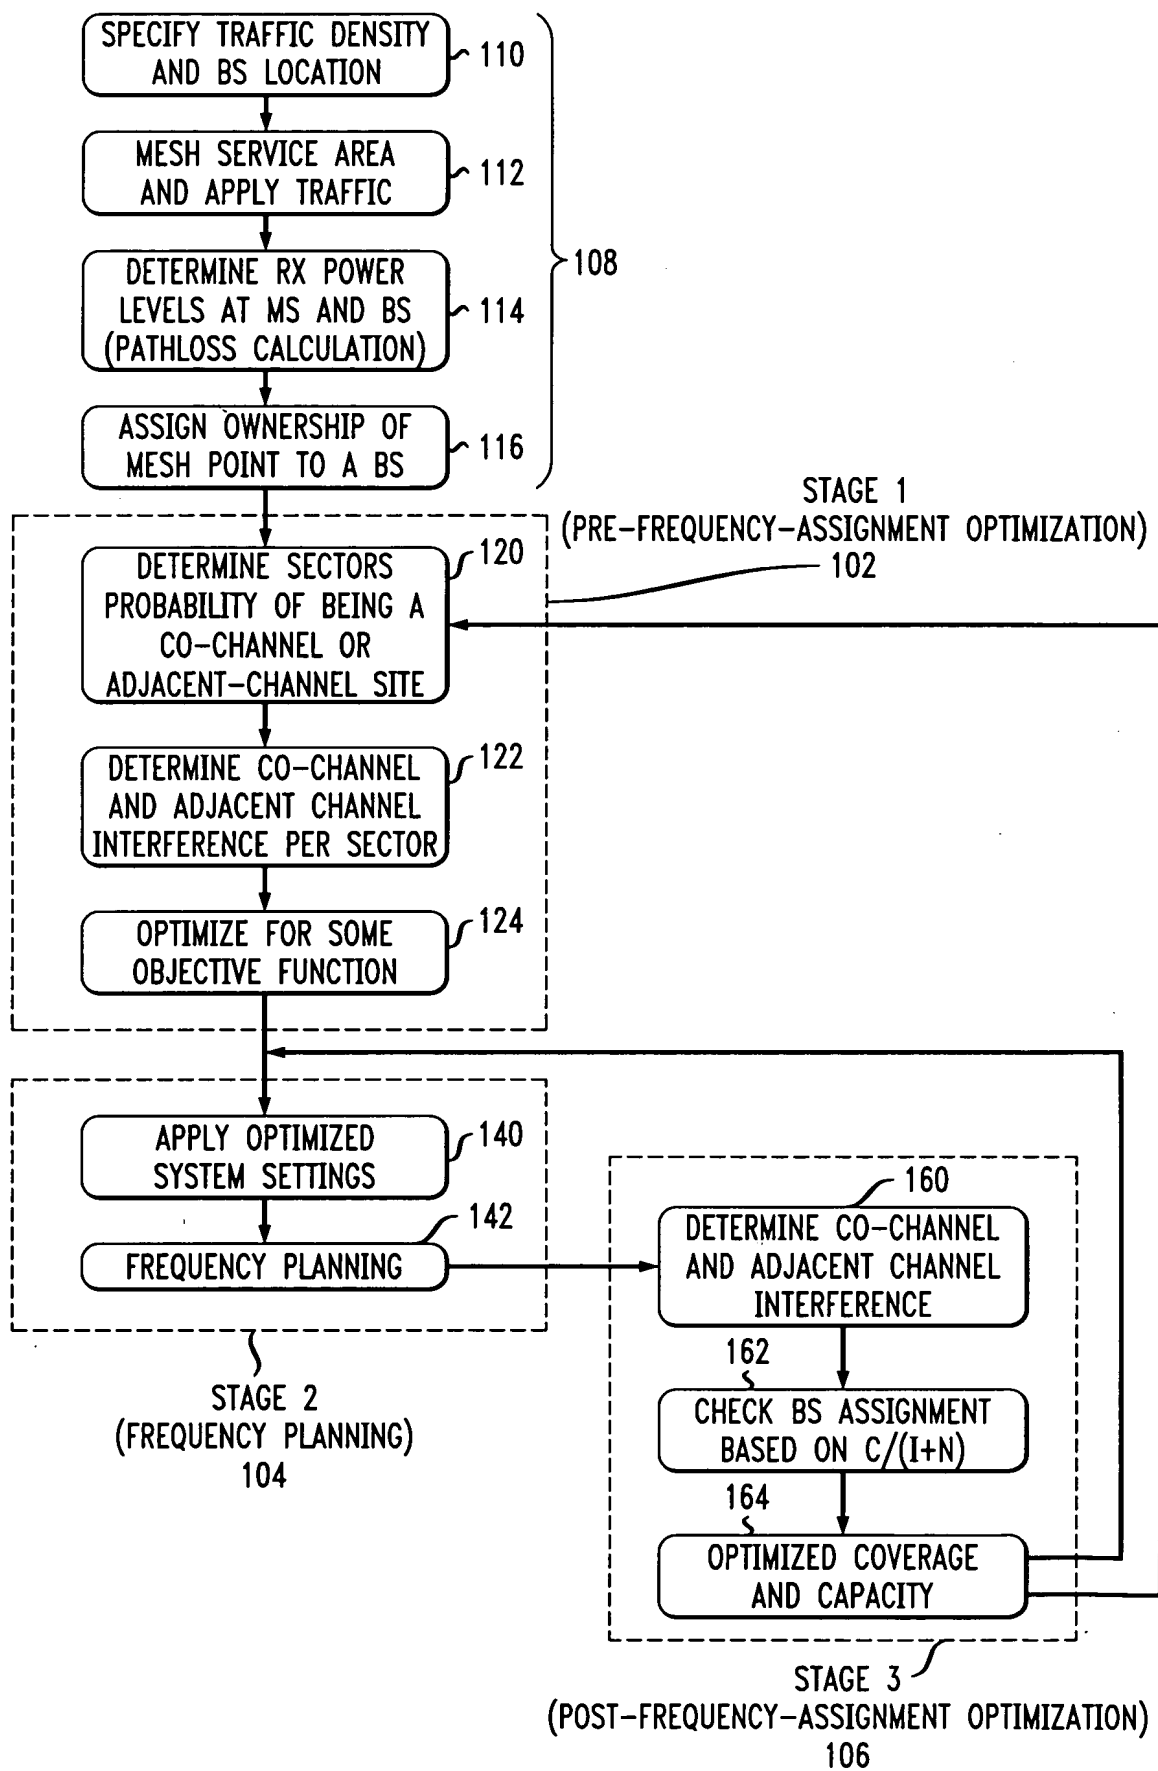 SPECIFY TRAFFIC DENSITY
AND BS LOCATION
110
MESH SERVICE AREA
AND APPLY TRAFFIC
112
DETERMINE RX POWER
LEVELS AT MS AND BS
(PATHLOSS CALCULATION)
114
108
ASSIGN OWNERSHIP OF
MESH POINT TO A BS
116
STAGE 1
(PRE-FREQUENCY-ASSIGNMENT OPTIMIZATION)
102
DETERMINE SECTORS
PROBABILITY OF BEING A
CO-CHANNEL OR
ADJACENT-CHANNEL SITE
120
DETERMINE CO-CHANNEL
AND ADJACENT CHANNEL
INTERFERENCE PER SECTOR
122
OPTIMIZE FOR SOME
OBJECTIVE FUNCTION
124
APPLY OPTIMIZED
SYSTEM SETTINGS
140
FREQUENCY PLANNING
142
STAGE 2
(FREQUENCY PLANNING)
104
160
DETERMINE CO-CHANNEL
AND ADJACENT CHANNEL
INTERFERENCE
162
CHECK BS ASSIGNMENT
BASED ON C/(I+N)
164
OPTIMIZED COVERAGE
AND CAPACITY
STAGE 3
(POST-FREQUENCY-ASSIGNMENT OPTIMIZATION)
106